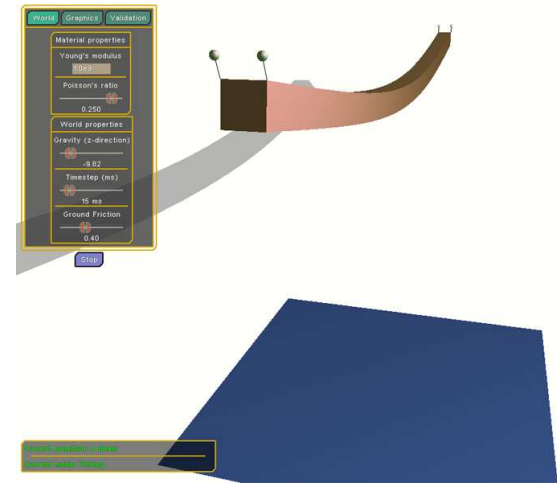 World Graphics Validation
Material properties
Young's modulus
Poisson's ratio
0.250
World properties
Gravity (z-direction)
-9.82
Timestep (ms)
15 ms
Ground Friction
0.40
Stop